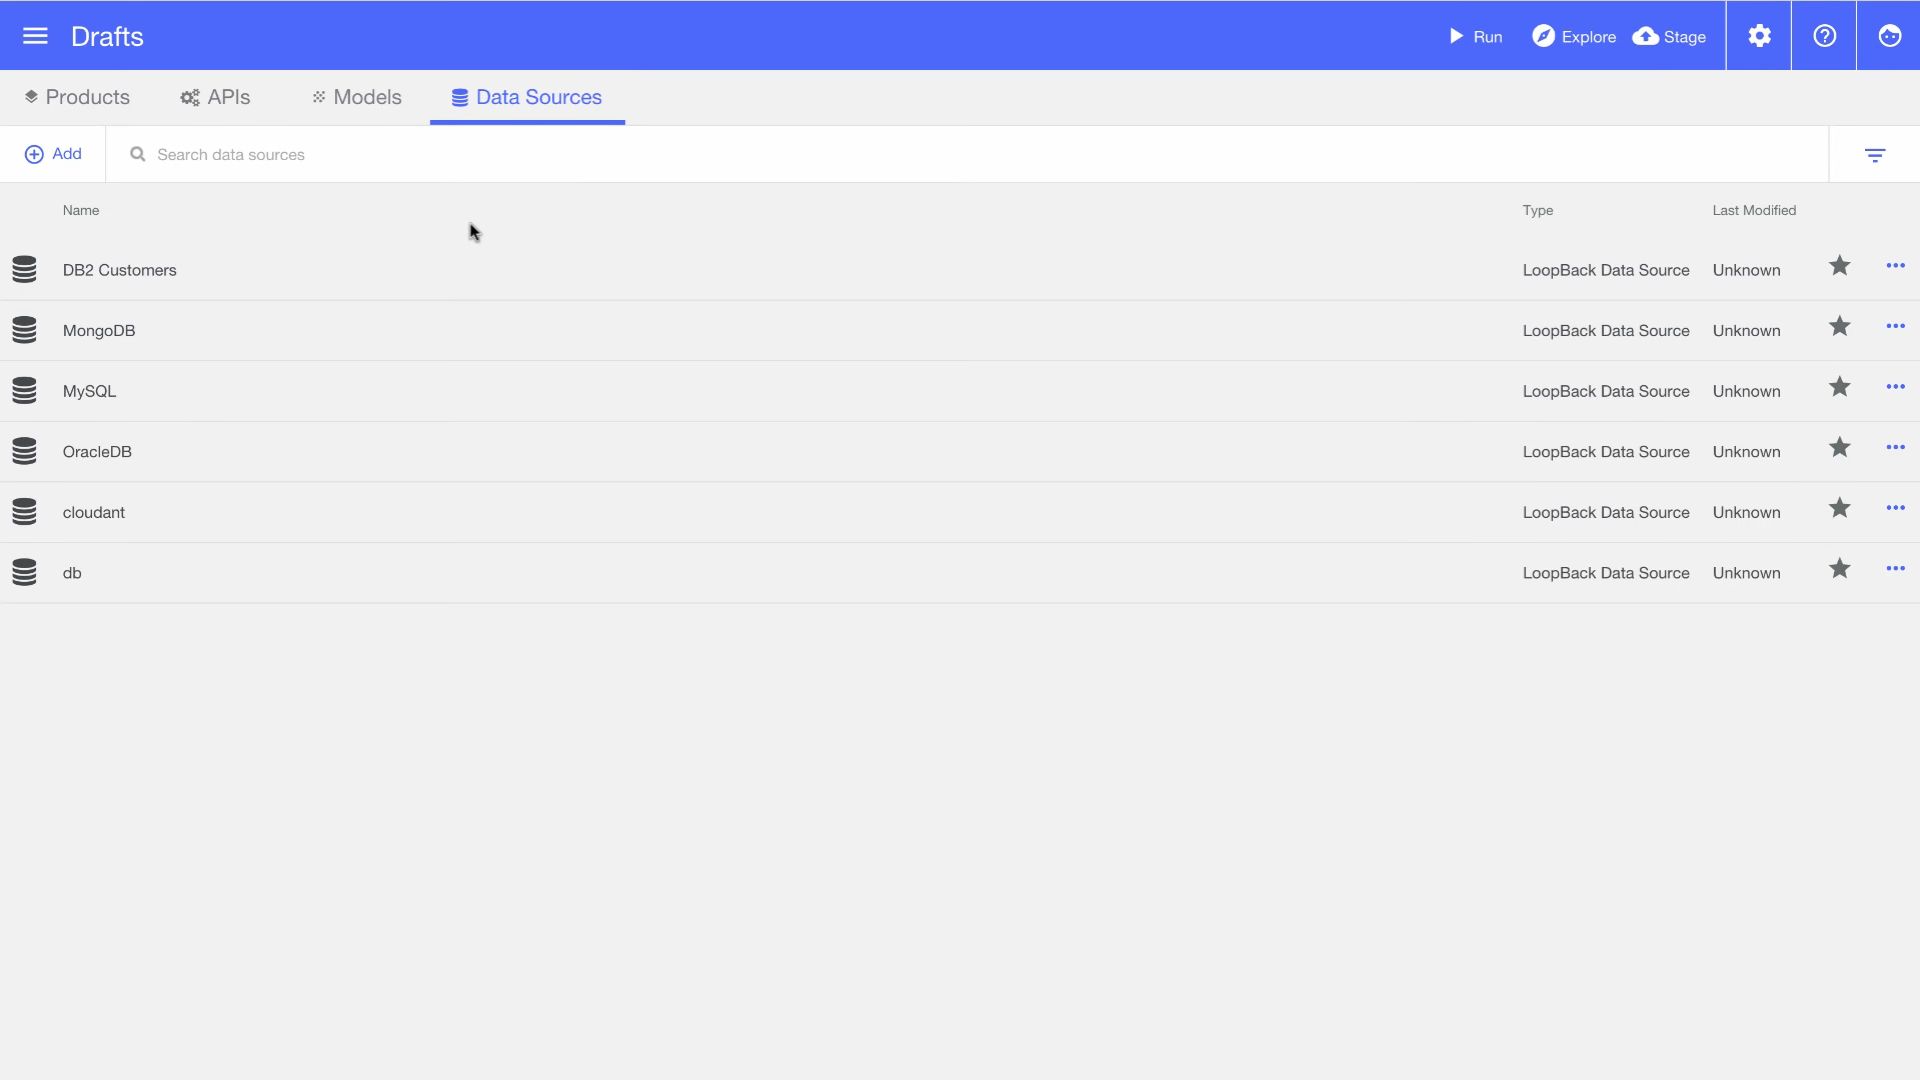 Drafts
Run Explore Stage
Products APIs Models Data Sources
Add Search data sources
Name Type Last Modified
DB2 Customers LoopBack Data Source Unknown
MongoDB LoopBack Data Source Unknown
MySQL LoopBack Data Source Unknown
OracleDB LoopBack Data Source Unknown
cloudant LoopBack Data Source Unknown
db LoopBack Data Source Unknown